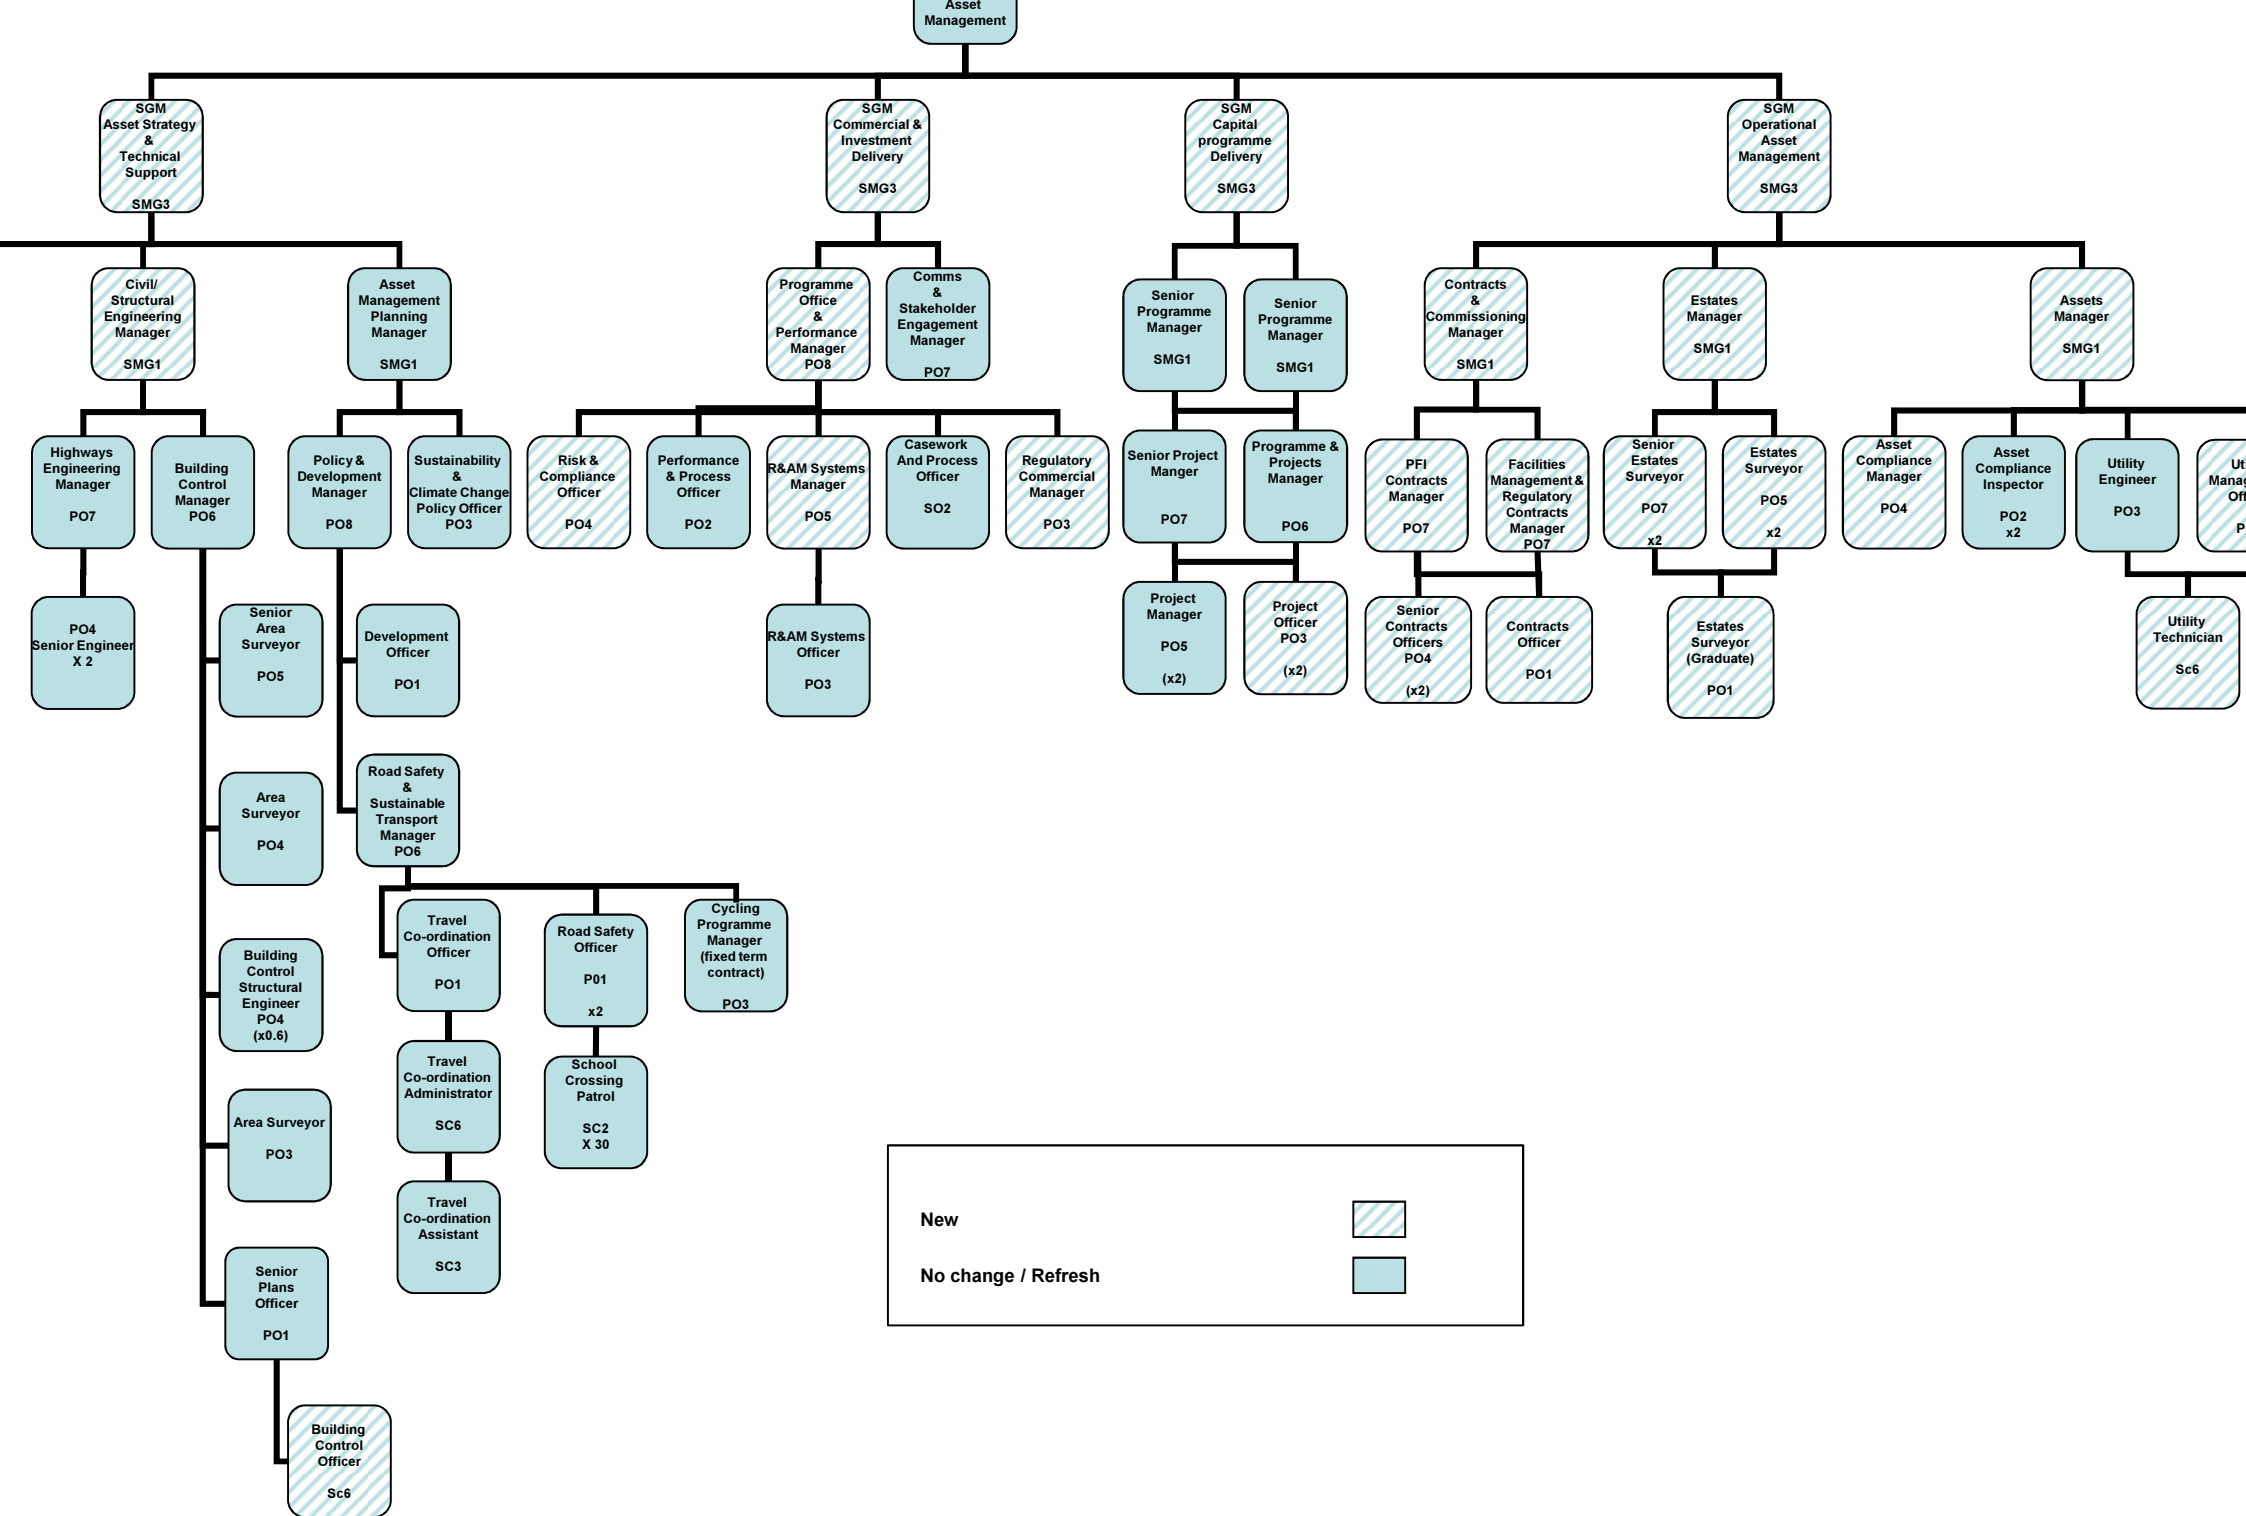 Asset
Management
SGM
Asset Strategy
&
Technical
Support
SMG3
SGM
Commercial &
Investment
Delivery
SMG3
SGM
Capital
programme
Delivery
SMG3
SGM
Operational
Asset
Management
SMG3
Civil/
Structural
Engineering
Manager
SMG1
Asset
Management
Planning
Manager
SMG1
Programme
Office
&
Performance
Manager
PO8
Comms
&
Stakeholder
Engagement
Manager
PO7
Senior
Programme
Manager
SMG1
Senior
Programme
Manager
SMG1
Contracts
&
Commissioning
Manager
SMG1
Estates
Manager
SMG1
Assets
Manager
SMG1
Highways
Engineering
Manager
PO7
Building
Control
Manager
PO6
Policy &
Development
Manager
PO8
Sustainability
&
Climate Change
Policy Officer
PO3
Risk &
Compliance
Officer
PO4
Performance
& Process
Officer
PO2
R&AM Systems
Manager
PO5
Casework
And Process
Officer
SO2
Regulatory
Commercial
Manager
PO3
Senior Project
Manger
PO7
Programme &
Projects
Manager
PO6
PFI
Contracts
Manager
PO7
Facilities
Management &
Regulatory
Contracts
Manager
PO7
Senior
Estates
Surveyor
PO7
x2
Estates
Surveyor
PO5
x2
Asset
Compliance
Manager
PO4
Asset
Compliance
Inspector
PO2
x2
Utility
Engineer
PO3
PO4
Senior Engineer
X 2
Senior
Area
Surveyor
PO5
Development
Officer
PO1
R&AM Systems
Officer
PO3
Project
Manager
PO5
(x2)
Project
Officer
PO3
(x2)
Senior
Contracts
Officers
PO4
(x2)
Contracts
Officer
PO1
Estates
Surveyor
(Graduate)
PO1
Utility
Technician
Sc6
Area
Surveyor
PO4
Road Safety
&
Sustainable
Transport
Manager
PO6
Building
Control
Structural
Engineer
PO4
(x0.6)
Travel
Co-ordination
Officer
PO1
Road Safety
Officer
P01
x2
Cycling
Programme
Manager
(fixed term
contract)
PO3
Area Surveyor
PO3
Travel
Co-ordination
Administrator
SC6
School
Crossing
Patrol
SC2
X 30
Travel
Co-ordination
Assistant
SC3
Senior
Plans
Officer
PO1
Building
Control
Officer
Sc6
New
No change / Refresh